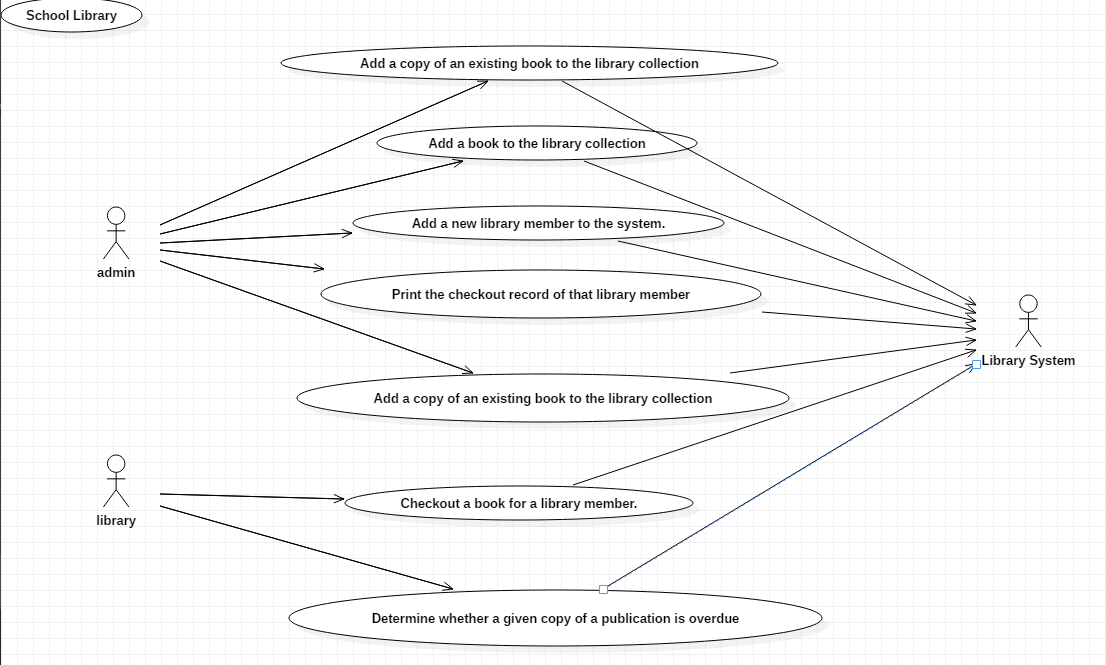 School Library
Add a copy of an existing book to the library collection
Add a book to the library collection
Add a new library member to the system.
admin
Print the checkout record of that library member
Library System
Add a copy of an existing book to the library collection
Checkout a book for a library member.
library
Determine whether a given copy of a publication is overdue